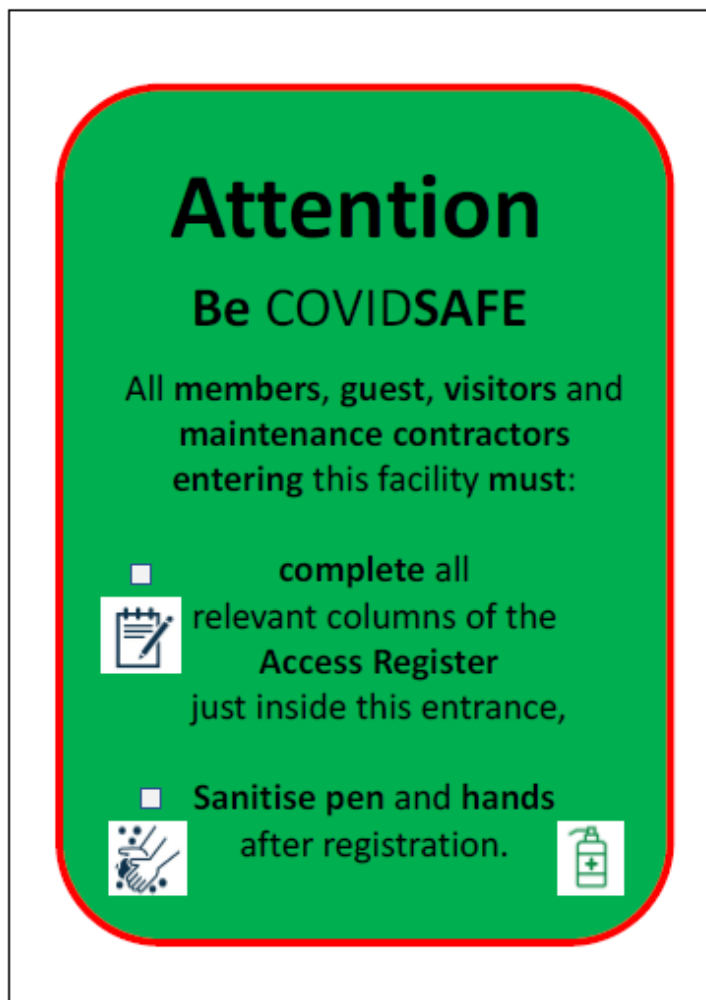 Attention
Be COVIDSAFE
All members, guest, visitors and
maintenance contractors
entering this facility must:
complete all
relevant columns of the
Access Register
just inside this entrance,
Sanitise pen and hands
after registration.